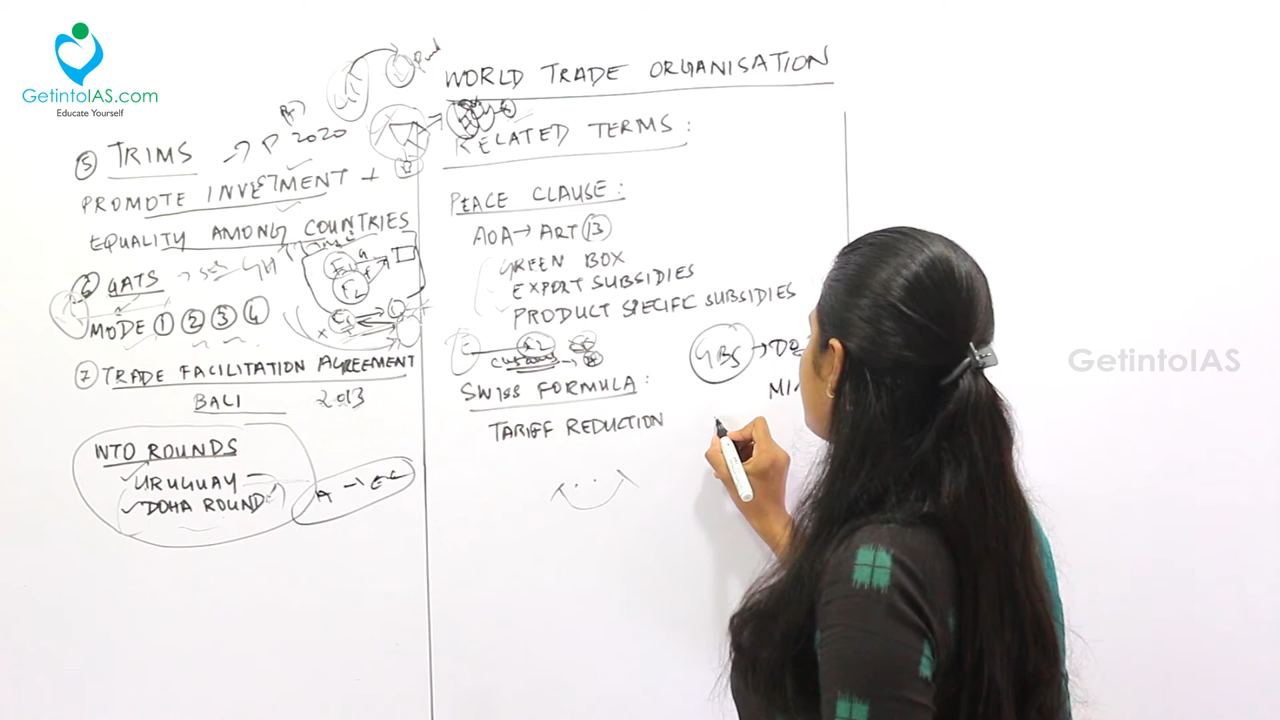 GetintoIAS.com
Educate Yourself
⑤ TRIMS → P 2020
PROMOTE INVESTMENT +
EQUALITY AMONG COUNTRIES
⑥ GATS
MODE ① ② ③ ④
⑦ TRADE FACILITATION AGREEMENT
BALI 2013
WTO ROUNDS
URUGUAY
DOHA ROUND
WORLD TRADE ORGANISATION
RELATED TERMS:
PEACE CLAUSE:
AOA → ART ⑬
GREEN BOX
EXPORT SUBSIDIES
PRODUCT SPECIFIC SUBSIDIES
SWISS FORMULA:
TARIFF REDUCTION
GetintoIAS